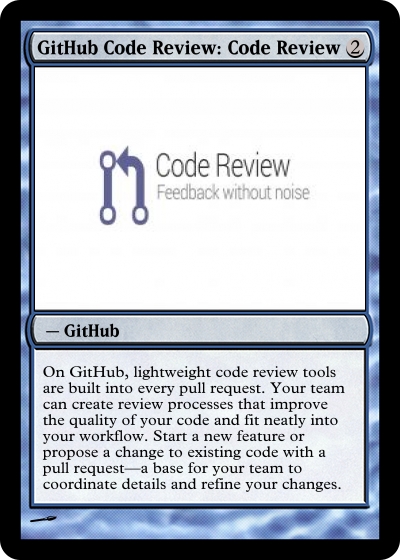 GitHub Code Review: Code Review 2
Code Review
Feedback without noise
— GitHub
On GitHub, lightweight code review tools
are built into every pull request. Your team
can create review processes that improve
the quality of your code and fit neatly into
your workflow. Start a new feature or
propose a change to existing code with a
pull request—a base for your team to
coordinate details and refine your changes.